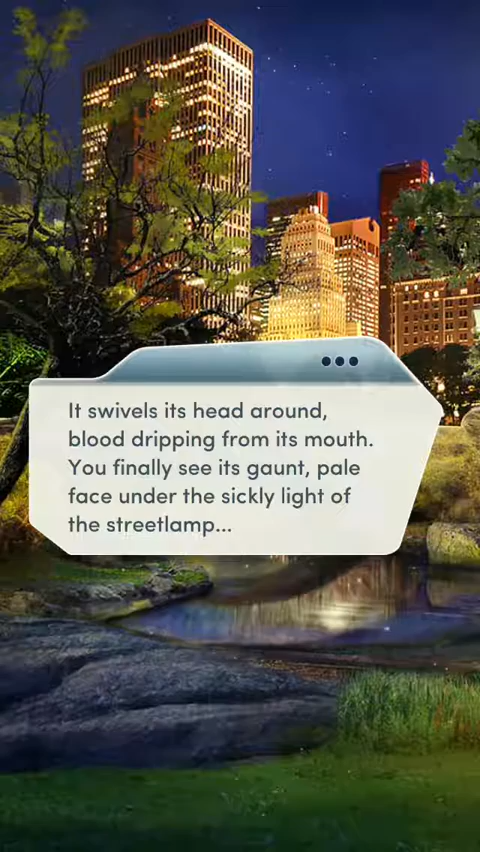 It swivels its head around,
blood dripping from its mouth.
You finally see its gaunt, pale
face under the sickly light of
the streetlamp...